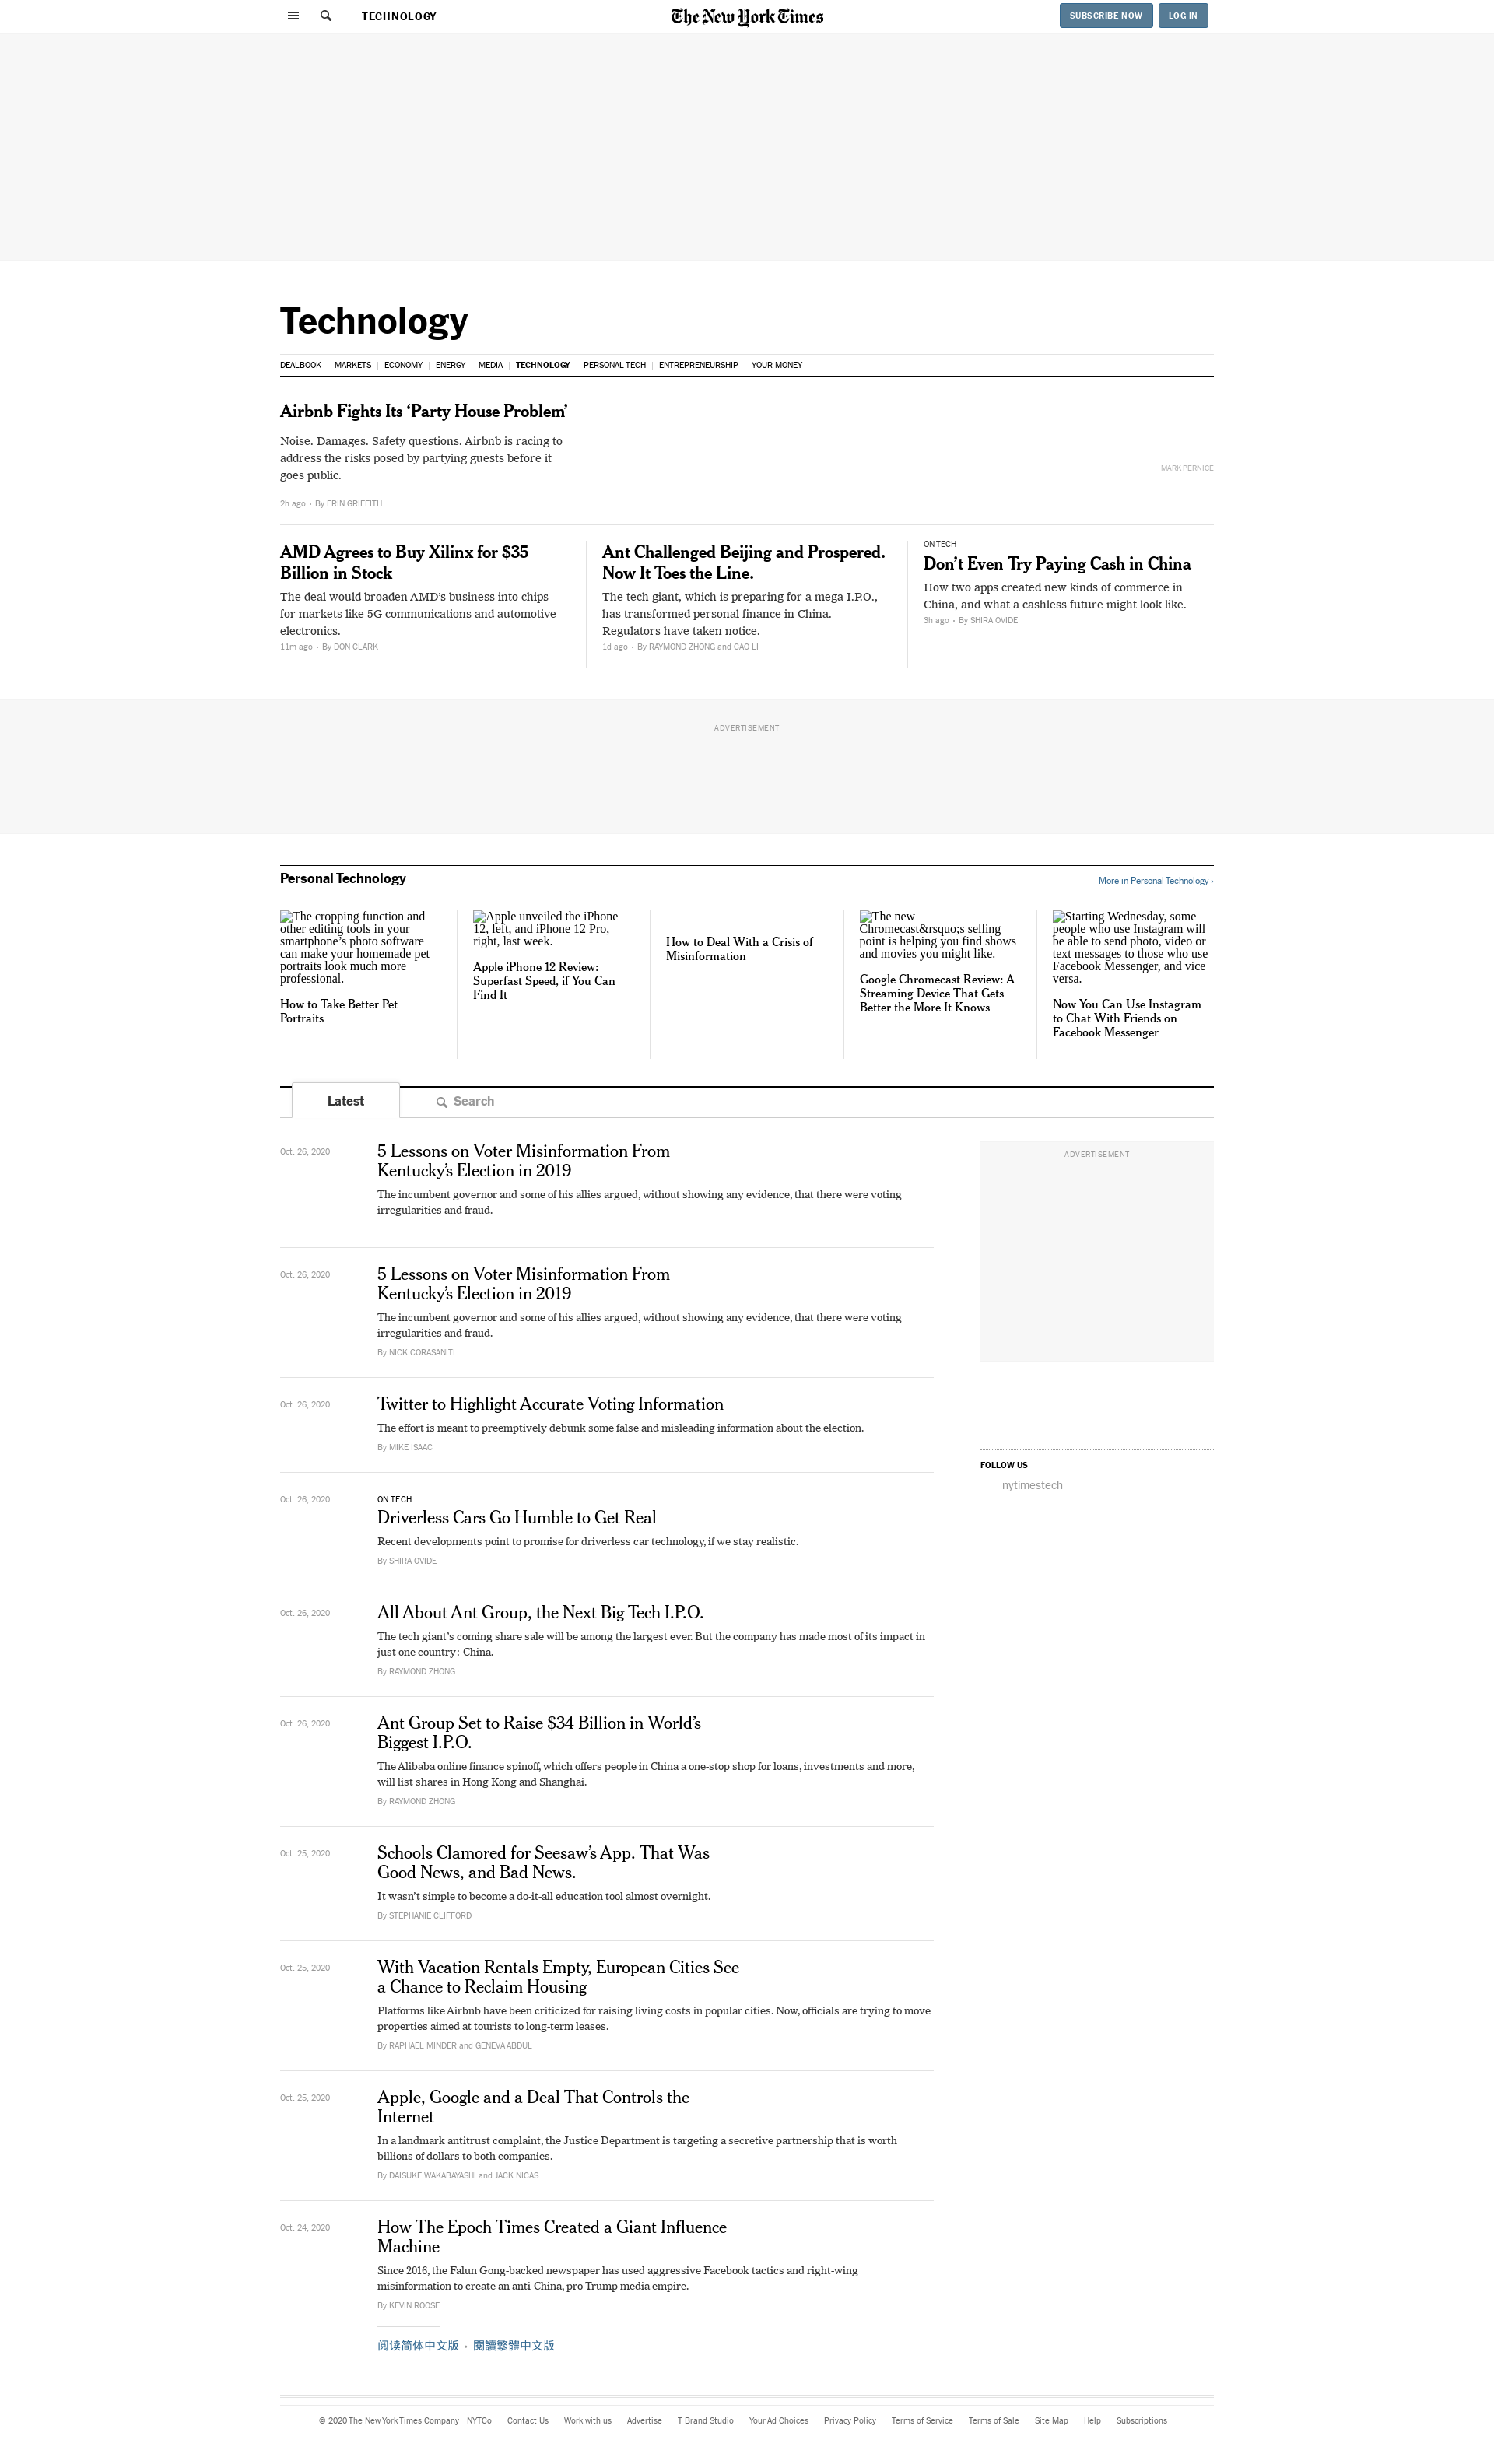 TECHNOLOGY
The New York Times
SUBSCRIBE NOW
LOG IN
Technology
DEALBOOK | MARKETS | ECONOMY | ENERGY | MEDIA | TECHNOLOGY | PERSONAL TECH | ENTREPRENEURSHIP | YOUR MONEY
Airbnb Fights Its ‘Party House Problem’
Noise. Damages. Safety questions. Airbnb is racing to
address the risks posed by partying guests before it
goes public.
2h ago • By ERIN GRIFFITH
MARK PERNICE
AMD Agrees to Buy Xilinx for $35
Billion in Stock
The deal would broaden AMD’s business into chips
for markets like 5G communications and automotive
electronics.
11m ago • By DON CLARK
Ant Challenged Beijing and Prospered.
Now It Toes the Line.
The tech giant, which is preparing for a mega I.P.O.,
has transformed personal finance in China.
Regulators have taken notice.
1d ago • By RAYMOND ZHONG and CAO LI
ON TECH
Don’t Even Try Paying Cash in China
How two apps created new kinds of commerce in
China, and what a cashless future might look like.
3h ago • By SHIRA OVIDE
ADVERTISEMENT
Personal Technology
More in Personal Technology ›
The cropping function and
other editing tools in your
smartphone’s photo software
can make your homemade pet
portraits look much more
professional.
How to Take Better Pet
Portraits
Apple unveiled the iPhone
12, left, and iPhone 12 Pro,
right, last week.
Apple iPhone 12 Review:
Superfast Speed, if You Can
Find It
How to Deal With a Crisis of
Misinformation
The new
Chromecast&rsquo;s selling
point is helping you find shows
and movies you might like.
Google Chromecast Review: A
Streaming Device That Gets
Better the More It Knows
Starting Wednesday, some
people who use Instagram will
be able to send photo, video or
text messages to those who use
Facebook Messenger, and vice
versa.
Now You Can Use Instagram
to Chat With Friends on
Facebook Messenger
Latest
Search
Oct. 26, 2020
5 Lessons on Voter Misinformation From
Kentucky’s Election in 2019
The incumbent governor and some of his allies argued, without showing any evidence, that there were voting
irregularities and fraud.
Oct. 26, 2020
5 Lessons on Voter Misinformation From
Kentucky’s Election in 2019
The incumbent governor and some of his allies argued, without showing any evidence, that there were voting
irregularities and fraud.
By NICK CORASANITI
Oct. 26, 2020
Twitter to Highlight Accurate Voting Information
The effort is meant to preemptively debunk some false and misleading information about the election.
By MIKE ISAAC
Oct. 26, 2020
ON TECH
Driverless Cars Go Humble to Get Real
Recent developments point to promise for driverless car technology, if we stay realistic.
By SHIRA OVIDE
Oct. 26, 2020
All About Ant Group, the Next Big Tech I.P.O.
The tech giant’s coming share sale will be among the largest ever. But the company has made most of its impact in
just one country: China.
By RAYMOND ZHONG
Oct. 26, 2020
Ant Group Set to Raise $34 Billion in World’s
Biggest I.P.O.
The Alibaba online finance spinoff, which offers people in China a one-stop shop for loans, investments and more,
will list shares in Hong Kong and Shanghai.
By RAYMOND ZHONG
Oct. 25, 2020
Schools Clamored for Seesaw’s App. That Was
Good News, and Bad News.
It wasn’t simple to become a do-it-all education tool almost overnight.
By STEPHANIE CLIFFORD
Oct. 25, 2020
With Vacation Rentals Empty, European Cities See
a Chance to Reclaim Housing
Platforms like Airbnb have been criticized for raising living costs in popular cities. Now, officials are trying to move
properties aimed at tourists to long-term leases.
By RAPHAEL MINDER and GENEVA ABDUL
Oct. 25, 2020
Apple, Google and a Deal That Controls the
Internet
In a landmark antitrust complaint, the Justice Department is targeting a secretive partnership that is worth
billions of dollars to both companies.
By DAISUKE WAKABAYASHI and JACK NICAS
Oct. 24, 2020
How The Epoch Times Created a Giant Influence
Machine
Since 2016, the Falun Gong-backed newspaper has used aggressive Facebook tactics and right-wing
misinformation to create an anti-China, pro-Trump media empire.
By KEVIN ROOSE
阅读简体中文版 • 閱讀繁體中文版
ADVERTISEMENT
FOLLOW US
nytimestech
© 2020 The New York Times Company NYTCo Contact Us Work with us Advertise T Brand Studio Your Ad Choices Privacy Policy Terms of Service Terms of Sale Site Map Help Subscriptions